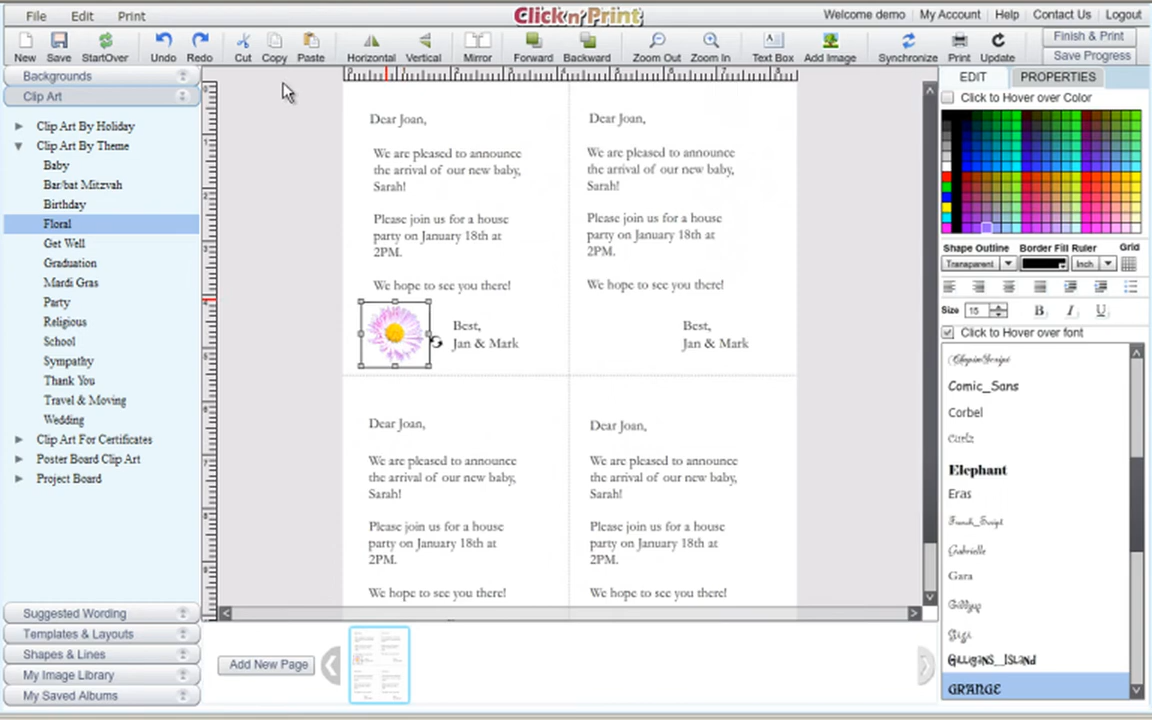 File Edit Print
Click'n'Print
Welcome demo | My Account | Help | Contact Us | Logout
New Save StartOver Undo Redo Cut Copy Paste Horizontal Vertical Mirror Forward Backward Zoom Out Zoom In Text Box Add Image Synchronize Print Update
Finish & Print
Save Progress
Backgrounds
Clip Art
Clip Art By Holiday
Clip Art By Theme
Baby
Bar/bat Mitzvah
Birthday
Floral
Get Well
Graduation
Mardi Gras
Party
Religious
School
Sympathy
Thank You
Travel & Moving
Wedding
Clip Art For Certificates
Poster Board Clip Art
Project Board
Suggested Wording
Templates & Layouts
Shapes & Lines
My Image Library
My Saved Albums
Dear Joan,
We are pleased to announce
the arrival of our new baby,
Sarah!
Please join us for a house
party on January 18th at
2PM.
We hope to see you there!
Best,
Jan & Mark
Dear Joan,
We are pleased to announce
the arrival of our new baby,
Sarah!
Please join us for a house
party on January 18th at
2PM.
We hope to see you there!
Best,
Jan & Mark
Dear Joan,
We are pleased to announce
the arrival of our new baby,
Sarah!
Please join us for a house
party on January 18th at
2PM.
We hope to see you there!
Dear Joan,
We are pleased to announce
the arrival of our new baby,
Sarah!
Please join us for a house
party on January 18th at
2PM.
We hope to see you there!
Add New Page
EDIT PROPERTIES
Click to Hover over Color
Shape Outline Border Fill Ruler Grid
Transparent Inch
Size 15 B I U
Click to Hover over font
ChopinScript
Comic_Sans
Corbel
Curlz
Elephant
Eras
French_Script
Gabrielle
Gara
Giddyup
Gigi
GILLIGANS_ISLAND
GRANGE